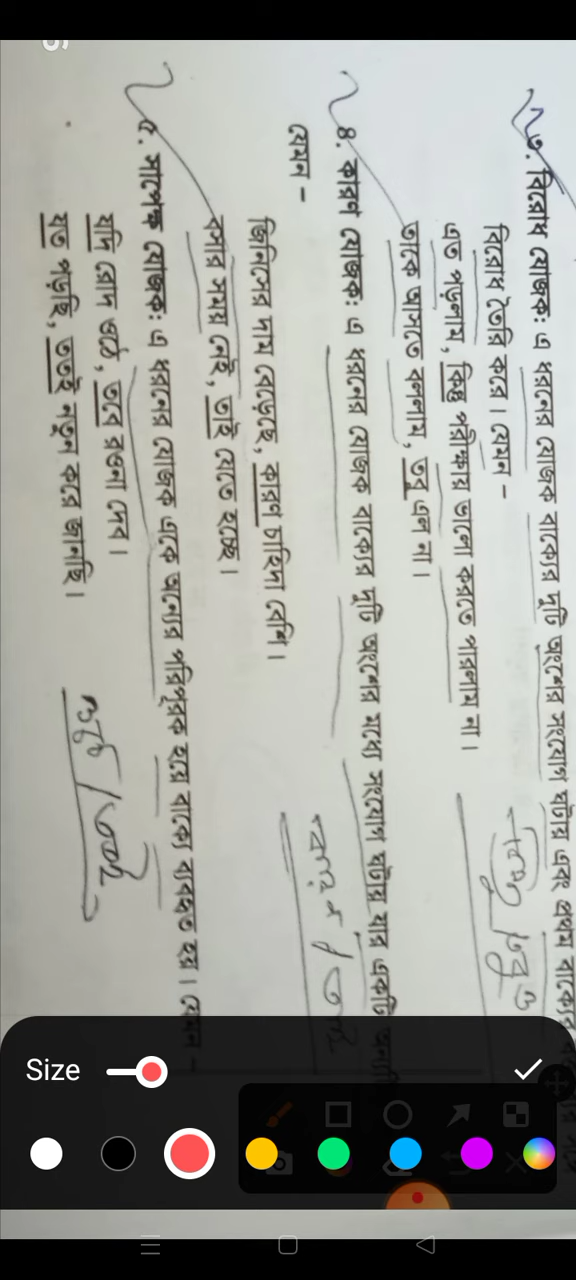 ৩. বিরোধ যোজক: এ ধরনের যোজক বাক্যের দুটি অংশের সংযোগ ঘটায় এবং প্রথম বাক্যের
বিরোধ তৈরি করে। যেমন –
এত পড়লাম, কিন্তু পরীক্ষায় ভালো করতে পারলাম না।
তাকে আসতে বললাম, তবু এল না।
৪. কারণ যোজক: এ ধরনের যোজক বাক্যের দুটি অংশের মধ্যে সংযোগ ঘটায় যার একটি
যেমন –
জিনিসের দাম বেড়েছে, কারণ চাহিদা বেশি।
বসার সময় নেই, তাই যেতে হচ্ছে।
৫. সাপেক্ষ যোজক: এ ধরনের যোজক একে অন্যের পরিপূরক হয়ে বাক্যে ব্যবহৃত হয়। যেমন –
যদি রোদ ওঠে, তবে রওনা দেব।
যত পড়ছি, ততই নতুন করে জানছি।
Size